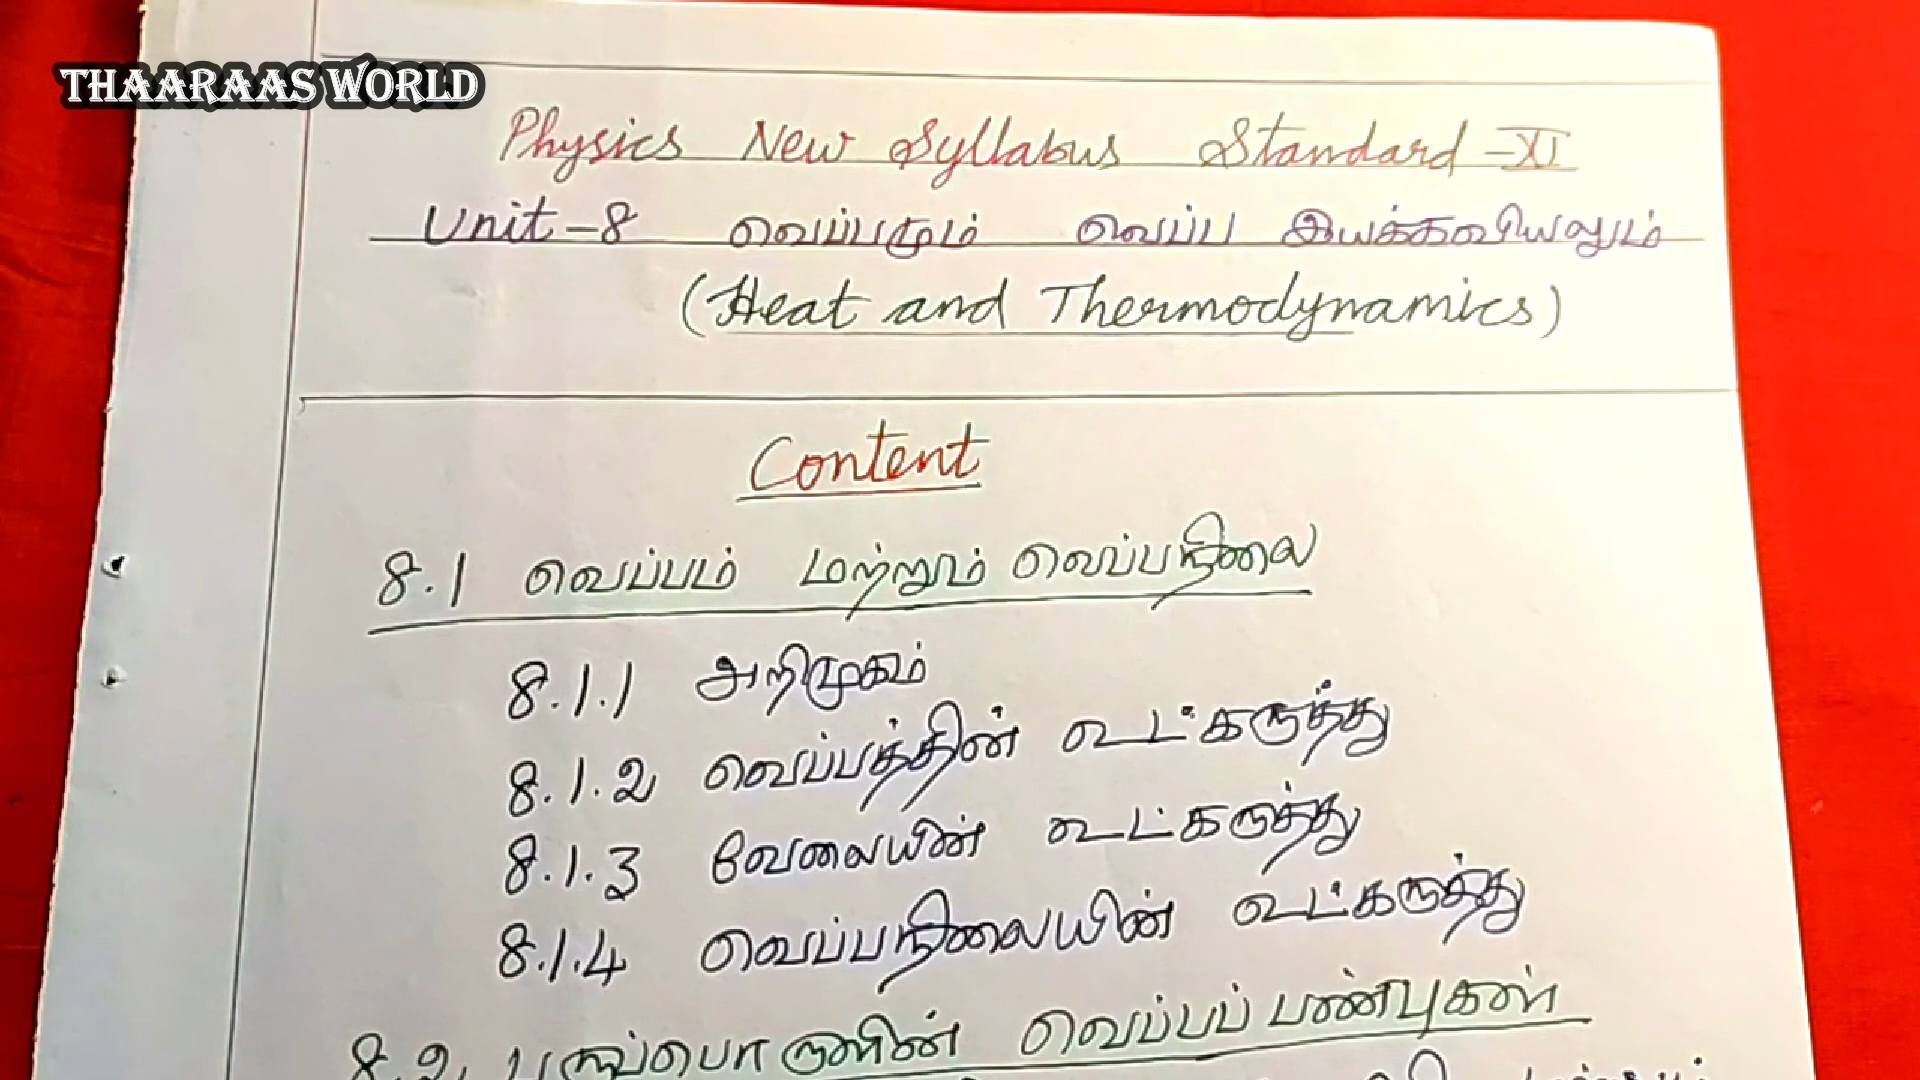 THAARAAS WORLD
Physics New Syllabus Standard -XI
Unit -8 வெப்பமும் வெப்ப இயக்கவியலும்
(Heat and Thermodynamics)
Content
8.1 வெப்பம் மற்றும் வெப்பநிலை
8.1.1 அறிமுகம்
8.1.2 வெப்பத்தின் உட்கருத்து
8.1.3 வேலையின் உட்கருத்து
8.1.4 வெப்பநிலையின் உட்கருத்து
8.2 பருப்பொருளின் வெப்பப் பண்புகள்